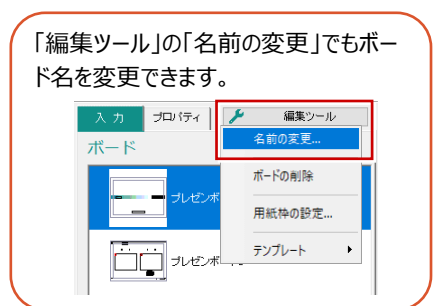 「編集ツール」の「名前の変更」でもボー
ド名を変更できます。
入 力 プロパティ 編集ツール
ボード 名前の変更...
ボードの削除
プレゼンボ
用紙枠の設定...
テンプレート
プレゼンボ